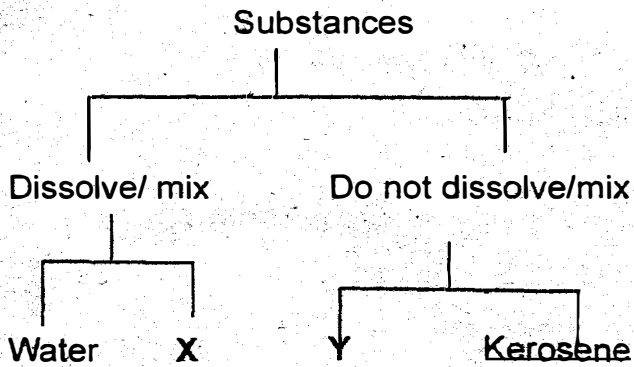 Substances
Dissolve/ mix Do not dissolve/mix
Water X Y Kerosene